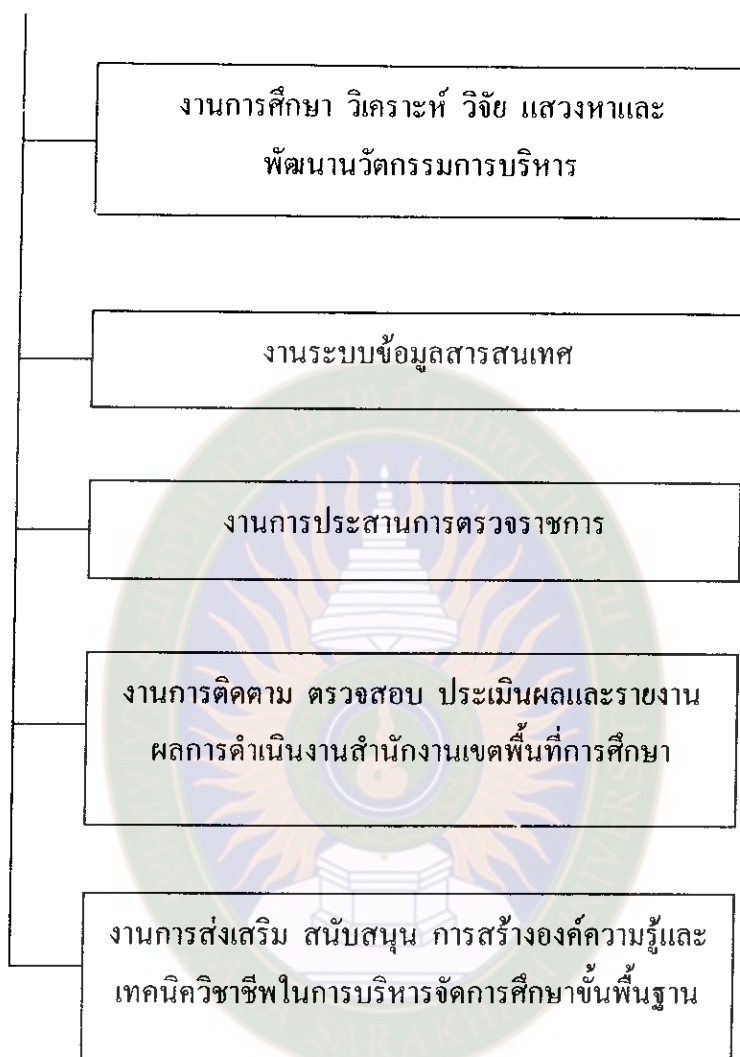 งานการศึกษา วิเคราะห์ วิจัย แสวงหาและ
พัฒนานวัตกรรมการบริหาร
งานระบบข้อมูลสารสนเทศ
งานการประสานการตรวจราชการ
งานการติดตาม ตรวจสอบ ประเมินผลและรายงาน
ผลการดำเนินงานสำนักงานเขตพื้นที่การศึกษา
งานการส่งเสริม สนับสนุน การสร้างองค์ความรู้และ
เทคนิควิชาชีพในการบริหารจัดการศึกษาขั้นพื้นฐาน